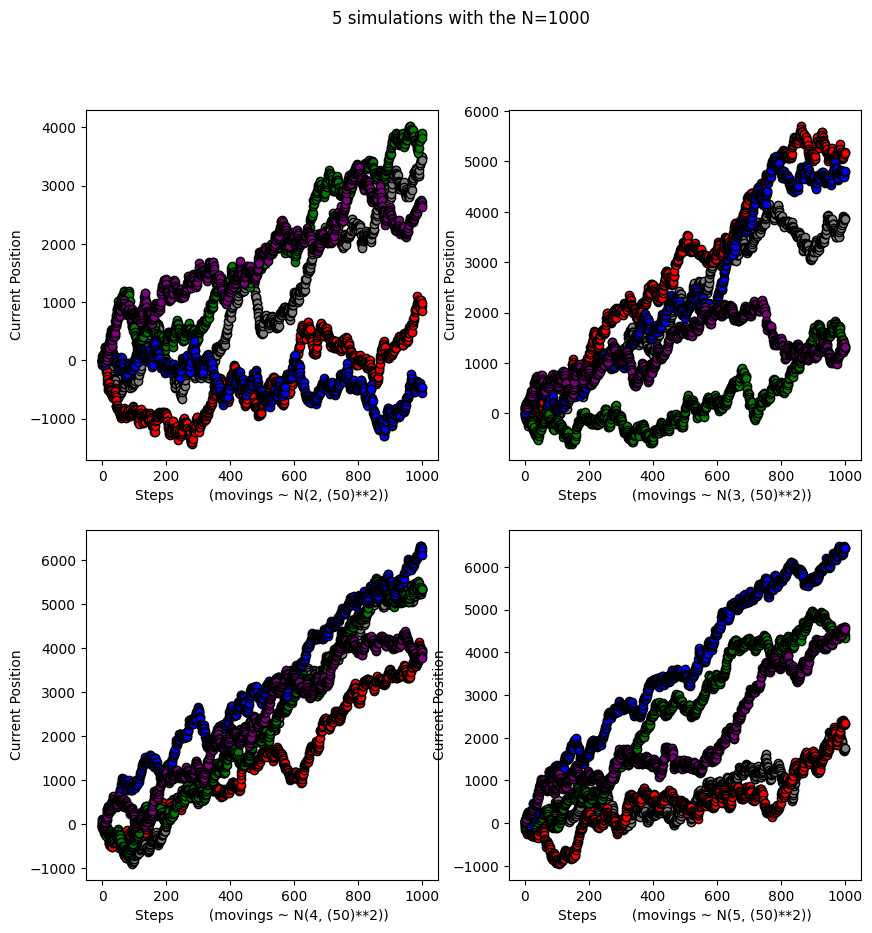 5 simulations with the N=1000
4000
3000
2000
1000
0
−1000
Current Position
0 200 400 600 800 1000
Steps (movings ~ N(2, (50)**2))
6000
5000
4000
3000
2000
1000
0
Current Position
0 200 400 600 800 1000
Steps (movings ~ N(3, (50)**2))
6000
5000
4000
3000
2000
1000
0
−1000
Current Position
0 200 400 600 800 1000
Steps (movings ~ N(4, (50)**2))
6000
5000
4000
3000
2000
1000
0
−1000
Current Position
0 200 400 600 800 1000
Steps (movings ~ N(5, (50)**2))